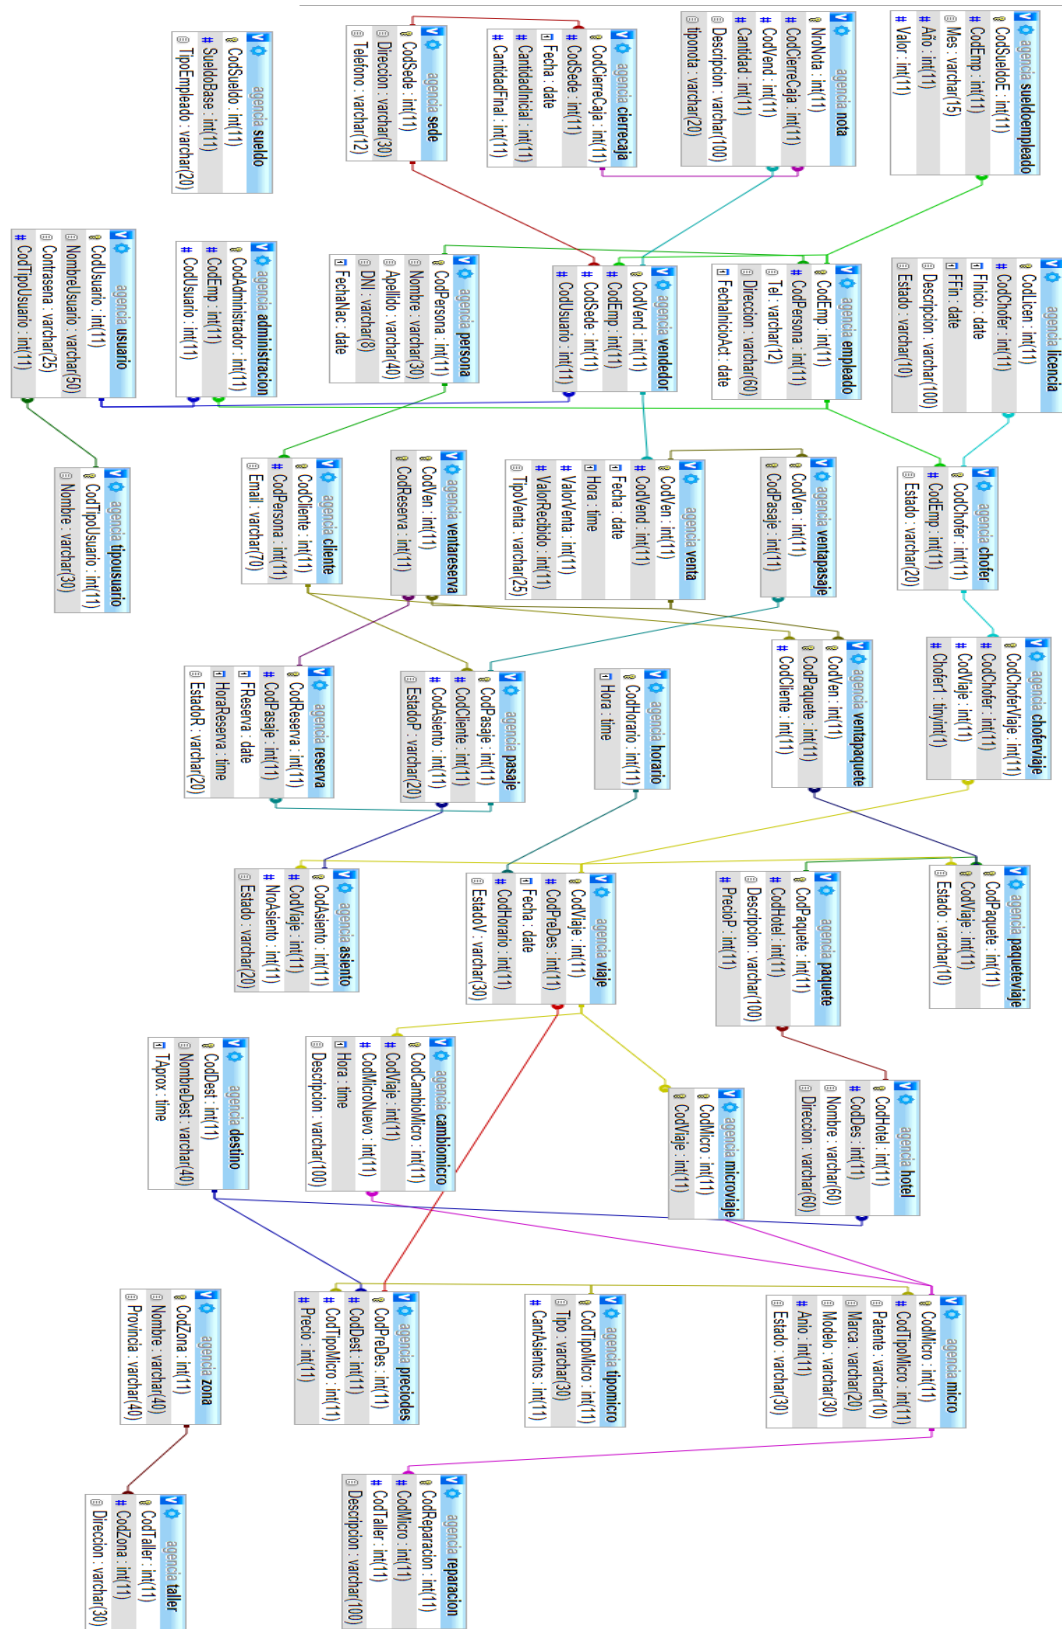 agencia sueldoempleado
CodSueldoE : int(11)
CodEmp : int(11)
Mes : varchar(15)
Año : int(11)
Valor : int(11)
agencia nota
NroNota : int(11)
CodCierreCaja : int(11)
CodVend : int(11)
Cantidad : int(11)
Descripcion : varchar(100)
tiponota : varchar(20)
agencia cierrecaja
CodCierreCaja : int(11)
CodSede : int(11)
Fecha : date
CantidadInicial : int(11)
CantidadFinal : int(11)
agencia sede
CodSede : int(11)
Direccion : varchar(30)
Telefono : varchar(12)
agencia sueldo
CodSueldo : int(11)
SueldoBase : int(11)
TipoEmpleado : varchar(20)
agencia licencia
CodLicen : int(11)
CodChofer : int(11)
FInicio : date
FFin : date
Descripcion : varchar(100)
Estado : varchar(10)
agencia empleado
CodEmp : int(11)
CodPersona : int(11)
Tel : varchar(12)
Direccion : varchar(60)
FechaInicioAct : date
agencia vendedor
CodVend : int(11)
CodEmp : int(11)
CodSede : int(11)
CodUsuario : int(11)
agencia persona
CodPersona : int(11)
Nombre : varchar(30)
Apellido : varchar(40)
DNI : varchar(8)
FechaNac : date
agencia administracion
CodAdministrador : int(11)
CodEmp : int(11)
CodUsuario : int(11)
agencia usuario
CodUsuario : int(11)
NombreUsuario : varchar(50)
Contrasena : varchar(25)
CodTipoUsuario : int(11)
agencia chofer
CodChofer : int(11)
CodEmp : int(11)
Estado : varchar(20)
agencia ventapasaje
CodVen : int(11)
CodPasaje : int(11)
agencia venta
CodVen : int(11)
CodVend : int(11)
Fecha : date
Hora : time
ValorVenta : int(11)
ValorRecibido : int(11)
TipoVenta : varchar(25)
agencia ventareserva
CodVen : int(11)
CodReserva : int(11)
agencia cliente
CodCliente : int(11)
CodPersona : int(11)
Email : varchar(70)
agencia tipousuario
CodTipoUsuario : int(11)
Nombre : varchar(30)
agencia choferviaje
CodChoferViaje : int(11)
CodChofer : int(11)
CodViaje : int(11)
Chofer1 : tinyint(1)
agencia ventapaquete
CodVen : int(11)
CodPaquete : int(11)
CodCliente : int(11)
agencia horario
CodHorario : int(11)
Hora : time
agencia pasaje
CodPasaje : int(11)
CodCliente : int(11)
CodAsiento : int(11)
EstadoP : varchar(20)
agencia reserva
CodReserva : int(11)
CodPasaje : int(11)
FReserva : date
HoraReserva : time
EstadoR : varchar(20)
agencia paqueteviaje
CodPaquete : int(11)
CodViaje : int(11)
Estado : varchar(10)
agencia paquete
CodPaquete : int(11)
CodHotel : int(11)
Descripcion : varchar(100)
PrecioP : int(11)
agencia viaje
CodViaje : int(11)
CodPreDes : int(11)
Fecha : date
CodHorario : int(11)
EstadoV : varchar(30)
agencia asiento
CodAsiento : int(11)
CodViaje : int(11)
NroAsiento : int(11)
Estado : varchar(20)
agencia hotel
CodHotel : int(11)
CodDes : int(11)
Nombre : varchar(60)
Direccion : varchar(60)
agencia microviaje
CodMicro : int(11)
CodViaje : int(11)
agencia cambiomicro
CodCambioMicro : int(11)
CodViaje : int(11)
CodMicroNuevo : int(11)
Hora : time
Descripcion : varchar(100)
agencia destino
CodDest : int(11)
NombreDest : varchar(40)
TAprox : time
agencia micro
CodMicro : int(11)
CodTipoMicro : int(11)
Patente : varchar(10)
Marca : varchar(20)
Modelo : varchar(30)
Anio : int(11)
Estado : varchar(30)
agencia tipomicro
CodTipoMicro : int(11)
Tipo : varchar(30)
CantAsientos : int(11)
agencia preciodes
CodPreDes : int(11)
CodDest : int(11)
CodTipoMicro : int(11)
Precio : int(11)
agencia zona
CodZona : int(11)
Nombre : varchar(40)
Provincia : varchar(40)
agencia reparacion
CodReparacion : int(11)
CodMicro : int(11)
CodTaller : int(11)
Descripcion : varchar(100)
agencia taller
CodTaller : int(11)
CodZona : int(11)
Direccion : varchar(30)